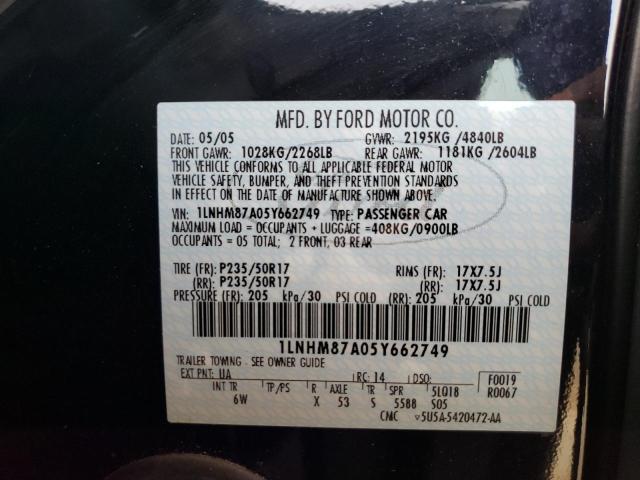 MFD. BY FORD MOTOR CO.
DATE: 05/05 GVWR: 2195KG /4840LB
FRONT GAWR: 1028KG/2268LB REAR GAWR: 1181KG /2604LB
THIS VEHICLE CONFORMS TO ALL APPLICABLE FEDERAL MOTOR
VEHICLE SAFETY, BUMPER, AND THEFT PREVENTION STANDARDS
IN EFFECT ON THE DATE OF MANUFACTURE SHOWN ABOVE.
VIN: 1LNHM87A05Y662749 TYPE: PASSENGER CAR
MAXIMUM LOAD = OCCUPANTS + LUGGAGE = 408KG/0900LB
OCCUPANTS = 05 TOTAL; 2 FRONT, 03 REAR
TIRE (FR): P235/50R17 RIMS (FR): 17X7.5J
(RR): P235/50R17 (RR): 17X7.5J
PRESSURE (FR): 205 kPa/30 PSI COLD (RR): 205 kPa/30 PSI COLD
1LNHM87A05Y662749
TRAILER TOWING - SEE OWNER GUIDE
EXT PNT: UA RC: 14 DSO: F0019
INT TR TP/PS R AXLE TR SPR 5LQ18 R0067
6W X 53 S 5588 S05
CMC 5U5A-5420472-AA